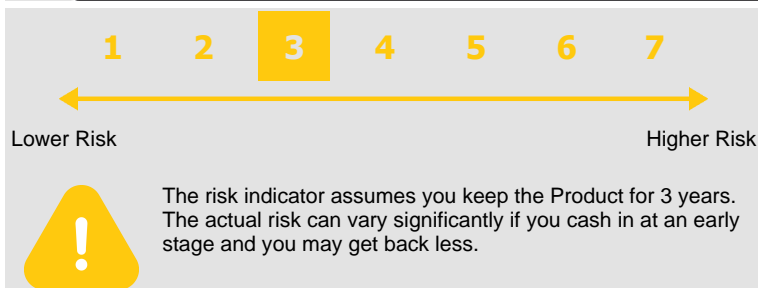 1 2 3 4 5 6 7
Lower Risk Higher Risk
The risk indicator assumes you keep the Product for 3 years.
The actual risk can vary significantly if you cash in at an early
stage and you may get back less.